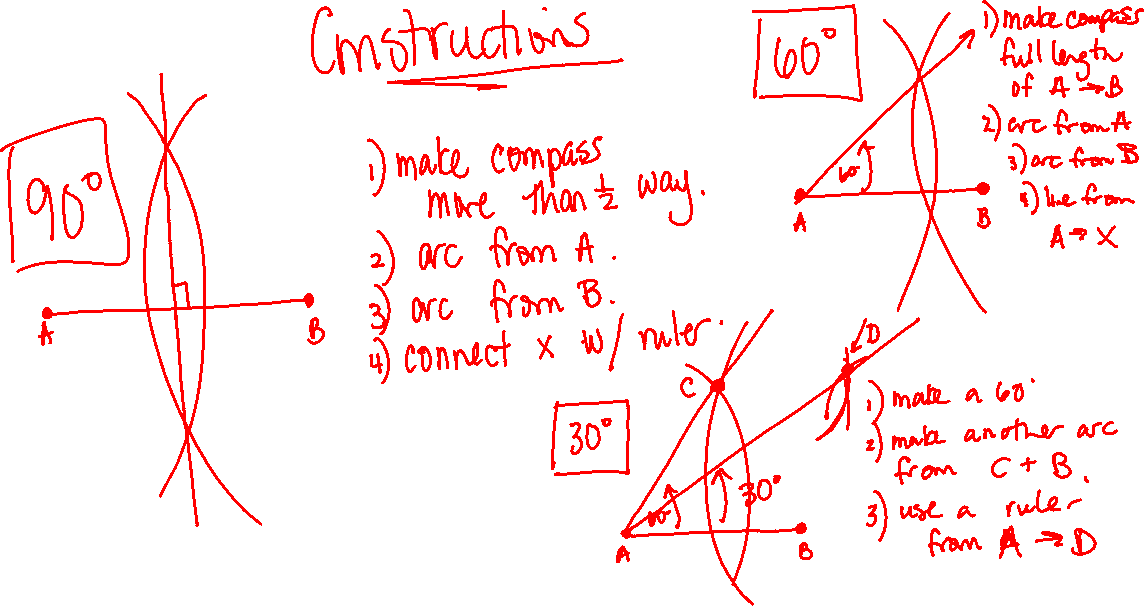 Constructions
90°
A
B
1) make compass
more than 1/2 way.
2) arc from A.
3) arc from B.
4) connect x w/ ruler.
60°
60°
A
B
1) make compass
full length
of A → B
2) arc from A
3) arc from B
4) line from
A → X
30°
C
D
60°
30°
A
B
1) make a 60°
2) make another arc
from C + B.
3) use a ruler
from A → D